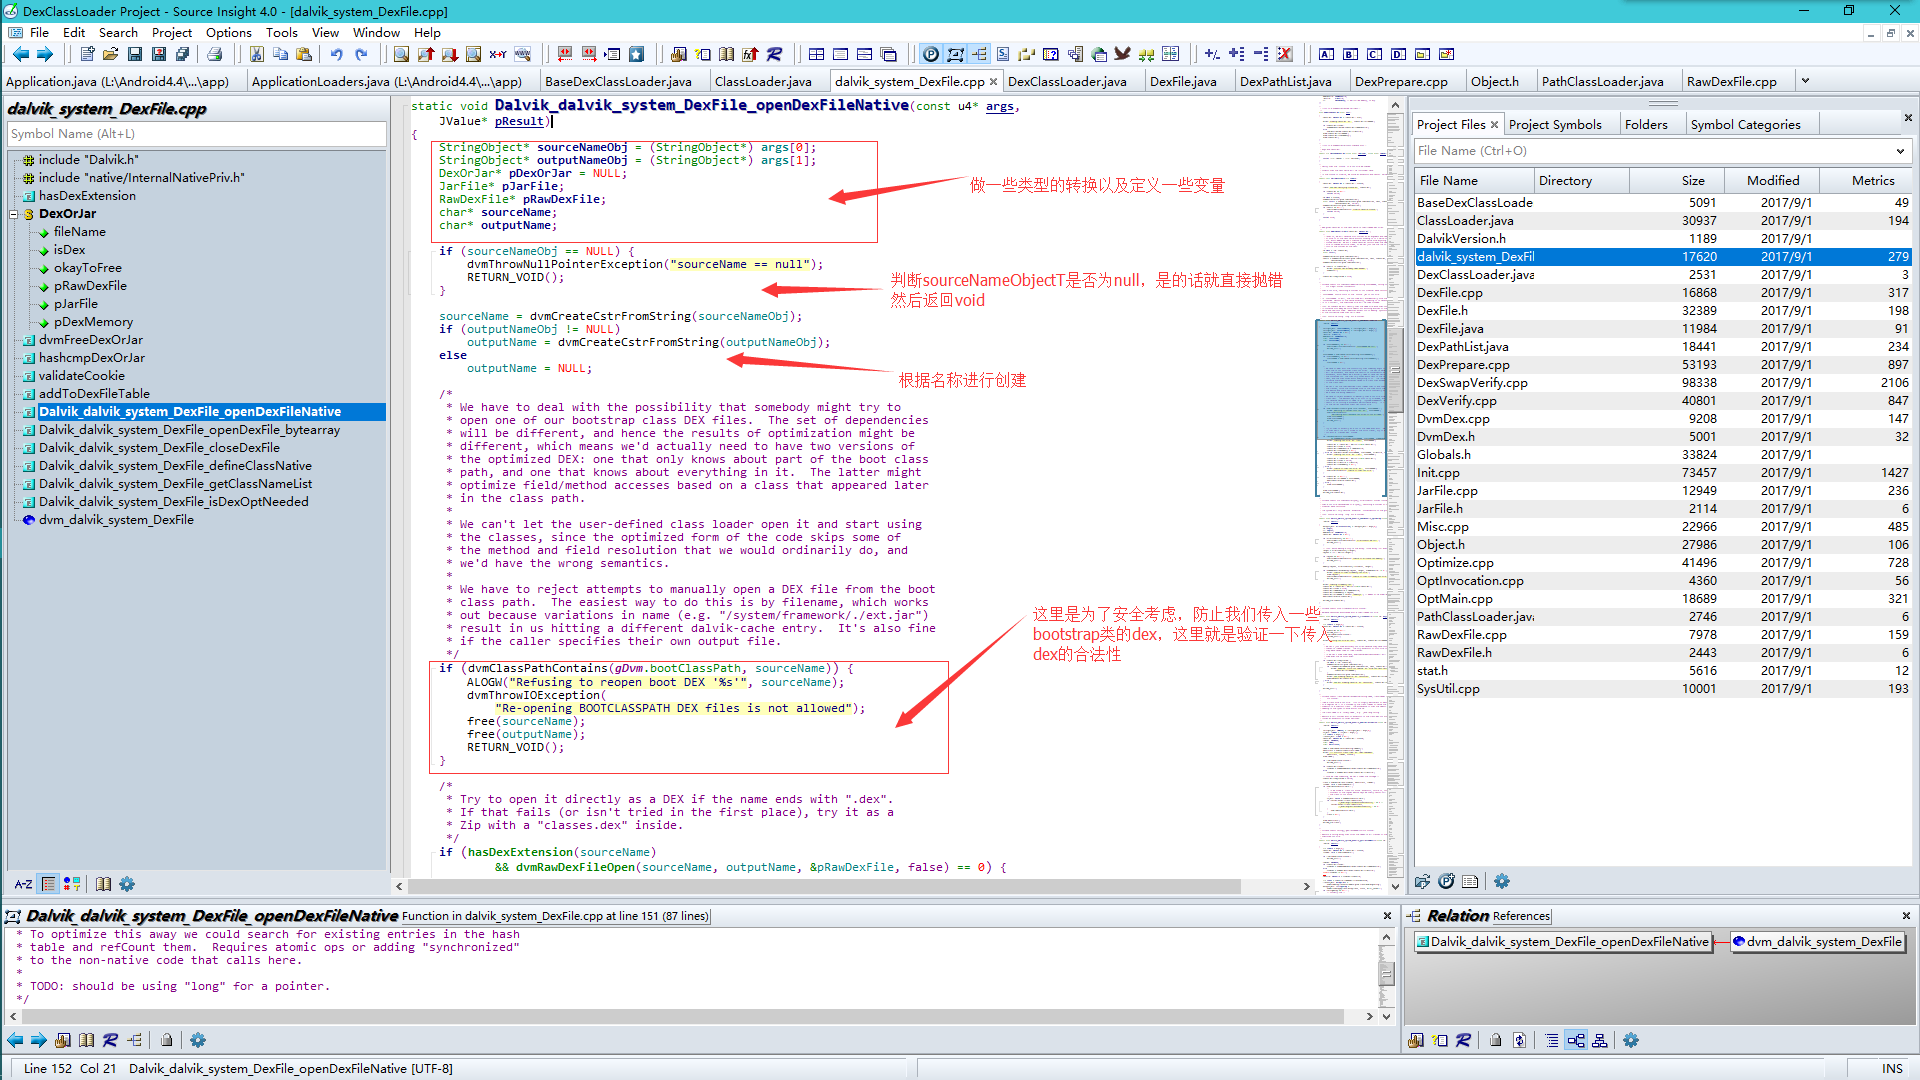 DexClassLoader Project - Source Insight 4.0 - [dalvik_system_DexFile.cpp]
File Edit Search Project Options Tools View Window Help
Application.java (L:\Android4.4\...\app) ApplicationLoaders.java (L:\Android4.4\...\app) BaseDexClassLoader.java ClassLoader.java dalvik_system_DexFile.cpp DexClassLoader.java DexFile.java DexPathList.java DexPrepare.cpp Object.h PathClassLoader.java RawDexFile.cpp
dalvik_system_DexFile.cpp
Symbol Name (Alt+L)
include "Dalvik.h"
include "native/InternalNativePriv.h"
hasDexExtension
DexOrJar
fileName
isDex
okayToFree
pRawDexFile
pJarFile
pDexMemory
dvmFreeDexOrJar
hashcmpDexOrJar
validateCookie
addToDexFileTable
Dalvik_dalvik_system_DexFile_openDexFileNative
Dalvik_dalvik_system_DexFile_openDexFile_bytearray
Dalvik_dalvik_system_DexFile_closeDexFile
Dalvik_dalvik_system_DexFile_defineClassNative
Dalvik_dalvik_system_DexFile_getClassNameList
Dalvik_dalvik_system_DexFile_isDexOptNeeded
dvm_dalvik_system_DexFile
A-Z
static void Dalvik_dalvik_system_DexFile_openDexFileNative(const u4* args,
JValue* pResult)
{
StringObject* sourceNameObj = (StringObject*) args[0];
StringObject* outputNameObj = (StringObject*) args[1];
DexOrJar* pDexOrJar = NULL;
JarFile* pJarFile;
RawDexFile* pRawDexFile;
char* sourceName;
char* outputName;
做一些类型的转换以及定义一些变量
if (sourceNameObj == NULL) {
dvmThrowNullPointerException("sourceName == null");
RETURN_VOID();
}
判断sourceNameObjectT是否为null，是的话就直接抛错
然后返回void
sourceName = dvmCreateCstrFromString(sourceNameObj);
if (outputNameObj != NULL)
outputName = dvmCreateCstrFromString(outputNameObj);
else
outputName = NULL;
根据名称进行创建
/*
* We have to deal with the possibility that somebody might try to
* open one of our bootstrap class DEX files.  The set of dependencies
* will be different, and hence the results of optimization might be
* different, which means we'd actually need to have two versions of
* the optimized DEX: one that only knows about part of the boot class
* path, and one that knows about everything in it.  The latter might
* optimize field/method accesses based on a class that appeared later
* in the class path.
*
* We can't let the user-defined class loader open it and start using
* the classes, since the optimized form of the code skips some of
* the method and field resolution that we would ordinarily do, and
* we'd have the wrong semantics.
*
* We have to reject attempts to manually open a DEX file from the boot
* class path.  The easiest way to do this is by filename, which works
* out because variations in name (e.g. "/system/framework/./ext.jar")
* result in us hitting a different dalvik-cache entry.  It's also fine
* if the caller specifies their own output file.
*/
这里是为了安全考虑，防止我们传入一些
bootstrap类的dex，这里就是验证一下传入
dex的合法性
if (dvmClassPathContains(gDvm.bootClassPath, sourceName)) {
ALOGW("Refusing to reopen boot DEX '%s'", sourceName);
dvmThrowIOException(
"Re-opening BOOTCLASSPATH DEX files is not allowed");
free(sourceName);
free(outputName);
RETURN_VOID();
}
/*
* Try to open it directly as a DEX if the name ends with ".dex".
* If that fails (or isn't tried in the first place), try it as a
* Zip with a "classes.dex" inside.
*/
if (hasDexExtension(sourceName)
&& dvmRawDexFileOpen(sourceName, outputName, &pRawDexFile, false) == 0) {
Project Files Project Symbols Folders Symbol Categories
File Name (Ctrl+O)
File Name Directory Size Modified Metrics
BaseDexClassLoade 5091 2017/9/1 49
ClassLoader.java 30937 2017/9/1 194
DalvikVersion.h 1189 2017/9/1
dalvik_system_DexFil 17620 2017/9/1 279
DexClassLoader.java 2531 2017/9/1 3
DexFile.cpp 16868 2017/9/1 317
DexFile.h 32389 2017/9/1 198
DexFile.java 11984 2017/9/1 91
DexPathList.java 18441 2017/9/1 234
DexPrepare.cpp 53193 2017/9/1 897
DexSwapVerify.cpp 98338 2017/9/1 2106
DexVerify.cpp 40801 2017/9/1 847
DvmDex.cpp 9208 2017/9/1 147
DvmDex.h 5001 2017/9/1 32
Globals.h 33824 2017/9/1
Init.cpp 73457 2017/9/1 1427
JarFile.cpp 12949 2017/9/1 236
JarFile.h 2114 2017/9/1 6
Misc.cpp 22966 2017/9/1 485
Object.h 27986 2017/9/1 106
Optimize.cpp 41496 2017/9/1 728
OptInvocation.cpp 4360 2017/9/1 56
OptMain.cpp 18689 2017/9/1 321
PathClassLoader.java 2746 2017/9/1 6
RawDexFile.cpp 7978 2017/9/1 159
RawDexFile.h 2443 2017/9/1 6
stat.h 5616 2017/9/1 12
SysUtil.cpp 10001 2017/9/1 193
Dalvik_dalvik_system_DexFile_openDexFileNative Function in dalvik_system_DexFile.cpp at line 151 (87 lines)
* To optimize this away we could search for existing entries in the hash
* table and refCount them.  Requires atomic ops or adding "synchronized"
* to the non-native code that calls here.
*
* TODO: should be using "long" for a pointer.
*/
Relation References
Dalvik_dalvik_system_DexFile_openDexFileNative dvm_dalvik_system_DexFile
Line 152 Col 21 Dalvik_dalvik_system_DexFile_openDexFileNative [UTF-8] INS